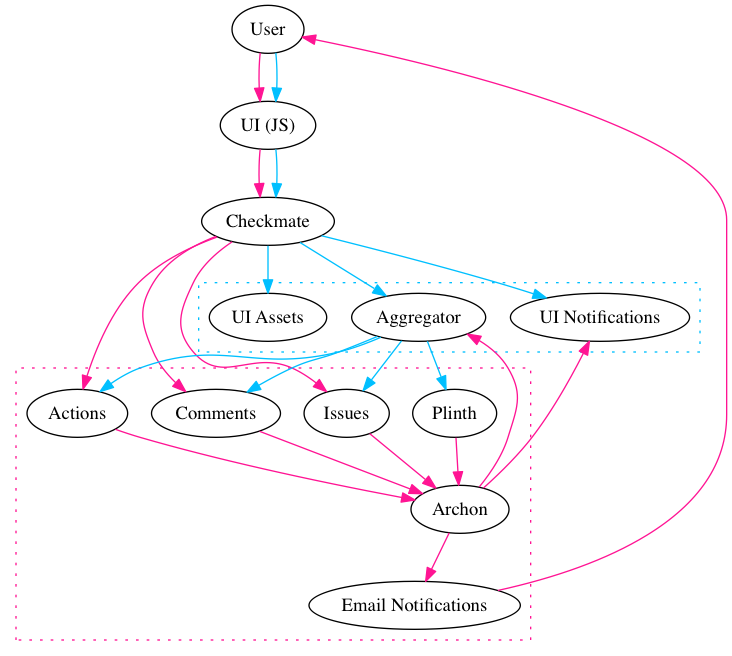 User
UI (JS)
Checkmate
UI Assets
Aggregator
UI Notifications
Actions
Comments
Issues
Plinth
Archon
Email Notifications